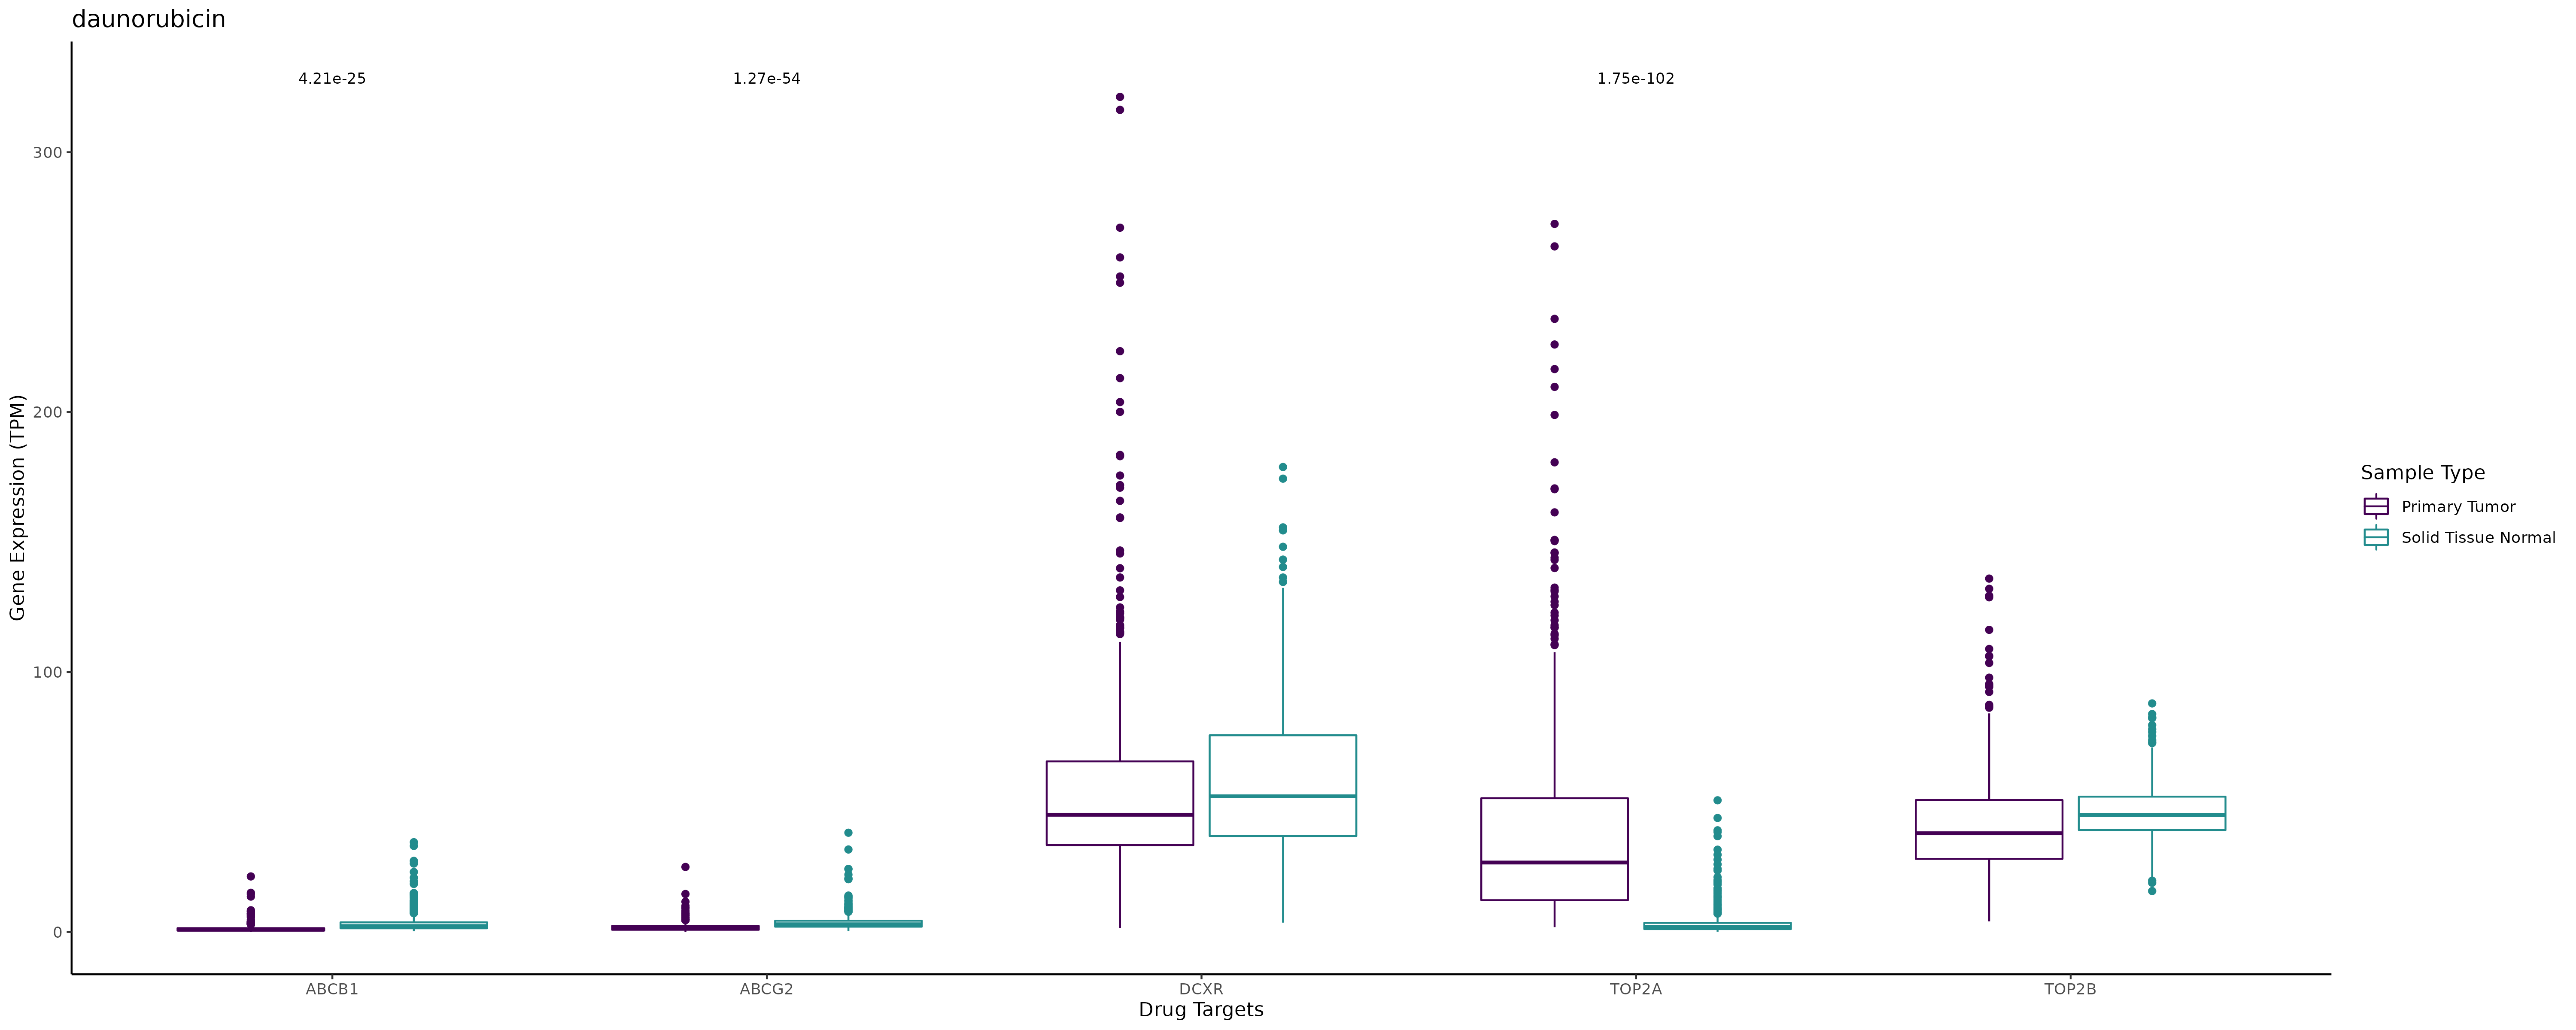 daunorubicin
4.21e-25
1.27e-54
1.75e-102
Gene Expression (TPM)
300
200
100
0
ABCB1
ABCG2
DCXR
TOP2A
TOP2B
Drug Targets
Sample Type
Primary Tumor
Solid Tissue Normal